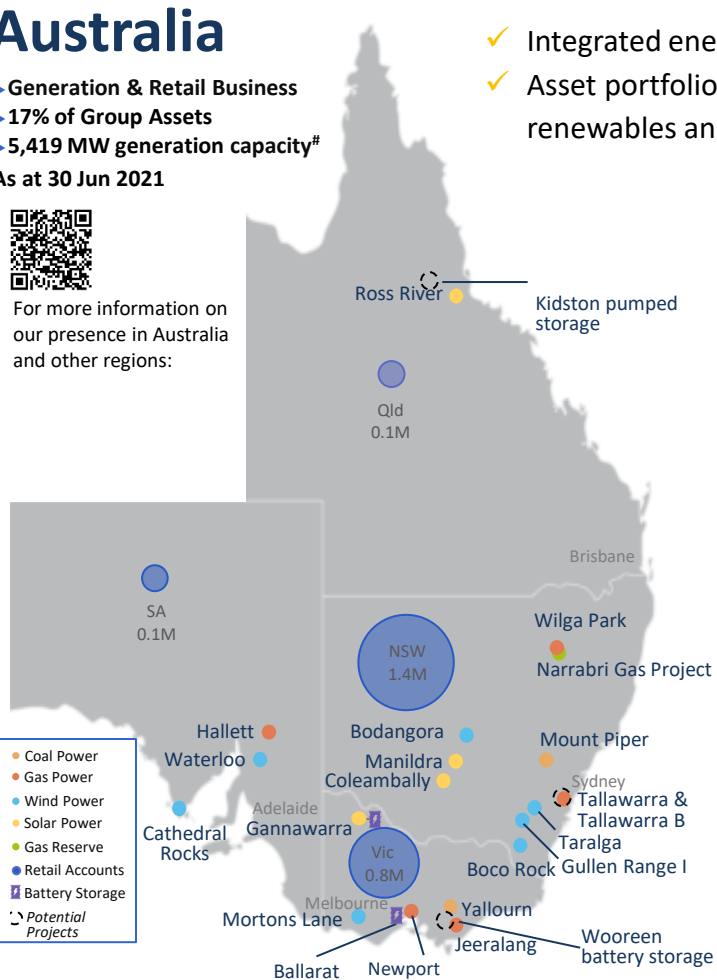 Australia
Generation & Retail Business
17% of Group Assets
5,419 MW generation capacity#
As at 30 Jun 2021
✓ Integrated ene
✓ Asset portfolio
renewables an
For more information on
our presence in Australia
and other regions:
Ross River
Kidston pumped
storage
Qld
0.1M
Brisbane
SA
0.1M
NSW
1.4M
Wilga Park
Narrabri Gas Project
Hallett
Waterloo
Bodangora
Manildra
Coleambally
Mount Piper
Sydney
Tallawarra &
Tallawarra B
Taralga
Gullen Range I
Boco Rock
Cathedral
Rocks
Adelaide
Gannawarra
Vic
0.8M
Melbourne
Mortons Lane
Ballarat
Newport
Yallourn
Jeeralang
Wooreen
battery storage
Coal Power
Gas Power
Wind Power
Solar Power
Gas Reserve
Retail Accounts
Battery Storage
Potential
Projects